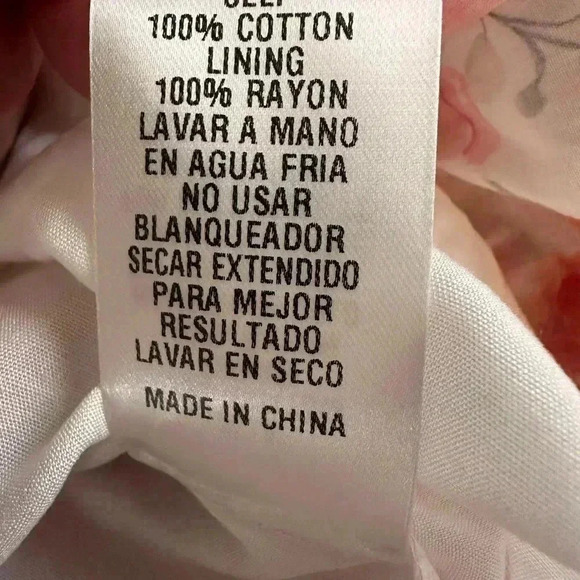 SELF
100% COTTON
LINING
100% RAYON
LAVAR A MANO
EN AGUA FRIA
NO USAR
BLANQUEADOR
SECAR EXTENDIDO
PARA MEJOR
RESULTADO
LAVAR EN SECO
MADE IN CHINA